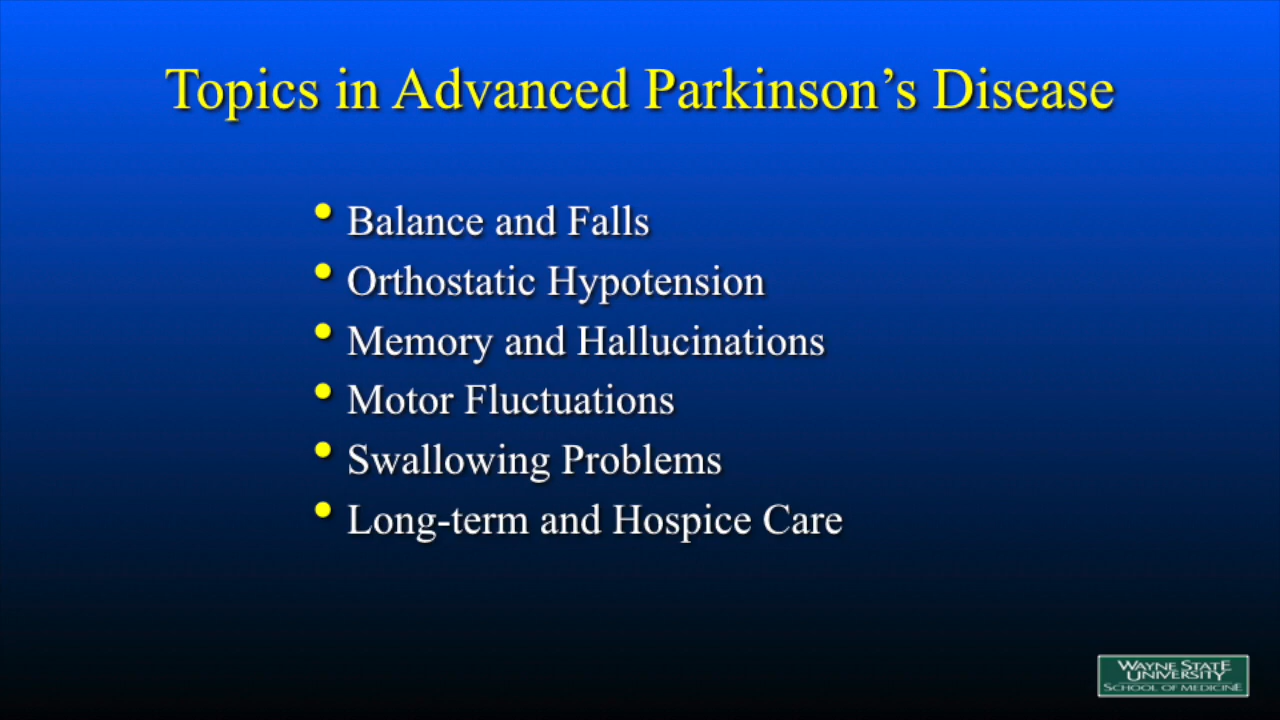 Topics in Advanced Parkinson’s Disease
• Balance and Falls
• Orthostatic Hypotension
• Memory and Hallucinations
• Motor Fluctuations
• Swallowing Problems
• Long-term and Hospice Care
WAYNE STATE
UNIVERSITY
SCHOOL OF MEDICINE